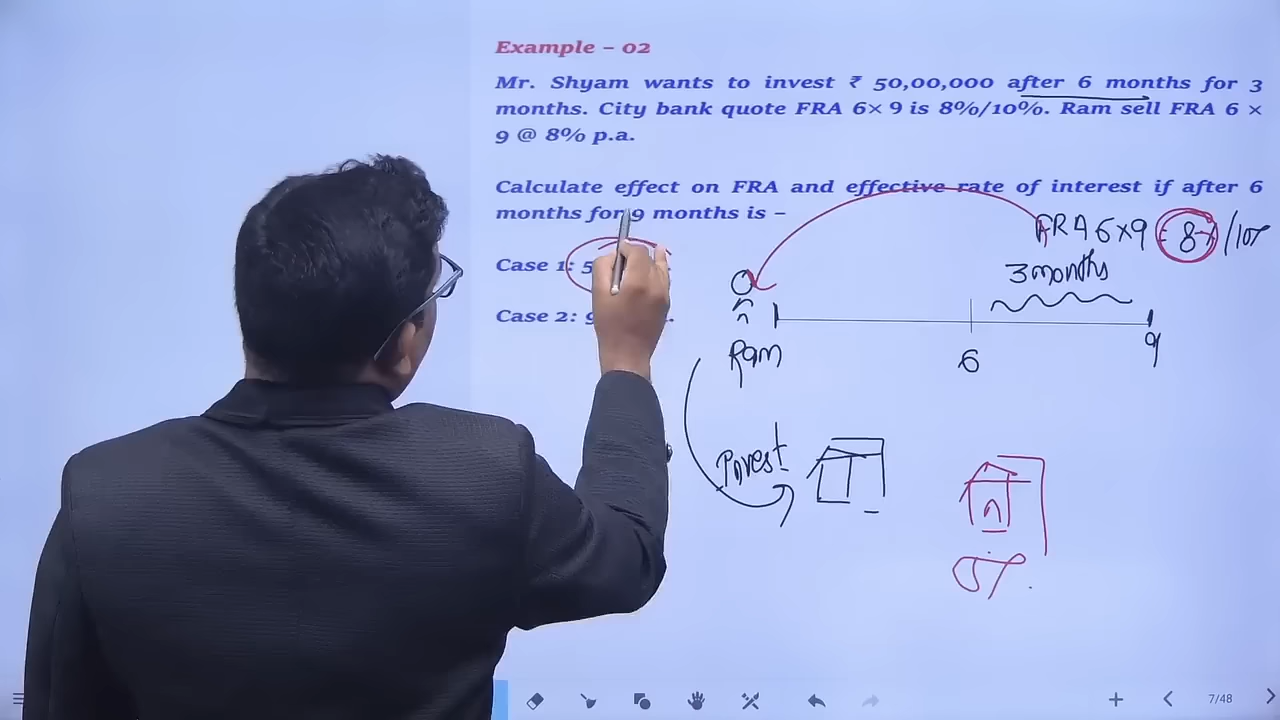 Example – 02
Mr. Shyam wants to invest ₹ 50,00,000 after 6 months for 3
months. City bank quote FRA 6× 9 is 8%/10%. Ram sell FRA 6 ×
9 @ 8% p.a.
Calculate effect on FRA and effective rate of interest if after 6
months for 9 months is –
Case 1: 5
Case 2:
FRA 6×9 8%/10%
3 months
Ram
6
9
Invest
5%
7/48